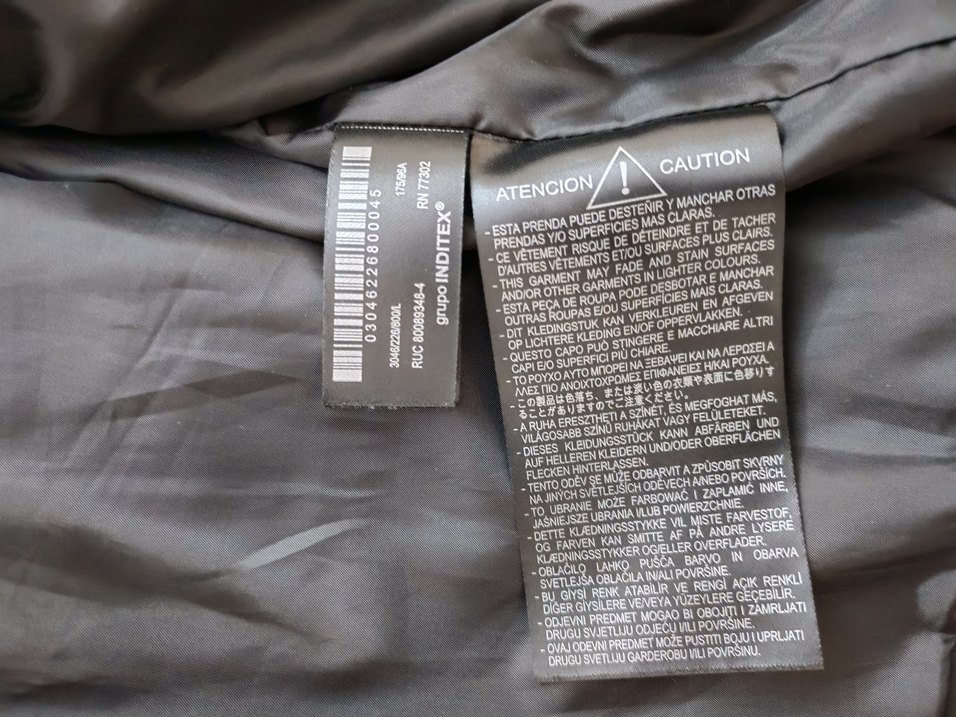 03046226800045
175/96A
3046/226/800/L
RN 77302
RUC 80089348-4
grupo INDITEX®
ATENCION ! CAUTION
- ESTA PRENDA PUEDE DESTEÑIR Y MANCHAR OTRAS
PRENDAS Y/O SUPERFICIES MAS CLARAS.
- CE VÊTEMENT RISQUE DE DÉTEINDRE ET DE TACHER
D'AUTRES VÊTEMENTS ET/OU SURFACES PLUS CLAIRS.
- THIS GARMENT MAY FADE AND STAIN SURFACES
AND/OR OTHER GARMENTS IN LIGHTER COLOURS.
- ESTA PEÇA DE ROUPA PODE DESBOTAR E MANCHAR
OUTRAS ROUPAS E/OU SUPERFÍCIES MAIS CLARAS.
- DIT KLEDINGSTUK KAN VERKLEUREN EN AFGEVEN
OP LICHTERE KLEDING EN/OF OPPERVLAKKEN.
- QUESTO CAPO PUÒ STINGERE E MACCHIARE ALTRI
CAPI E/O SUPERFICI PIÙ CHIARE.
- ΤΟ ΡΟΥΧΟ ΑΥΤΟ ΜΠΟΡΕΙ ΝΑ ΞΕΒΑΨΕΙ ΚΑΙ ΝΑ ΛΕΡΩΣΕΙ Α
ΛΛΕΣ ΠΙΟ ΑΝΟΙΧΤΟΧΡΩΜΕΣ ΕΠΙΦΑΝΕΙΕΣ Η/ΚΑΙ ΡΟΥΧΑ.
- この製品は色落ち、または淡い色の衣類や表面に色移りす
ることがありますのでご注意ください。
- A RUHA ERESZTHETI A SZÍNÉT, ÉS MEGFOGHAT MÁS,
VILÁGOSABB SZÍNŰ RUHÁKAT VAGY FELÜLETEKET.
- DIESES KLEIDUNGSSTÜCK KANN ABFÄRBEN UND
AUF HELLEREN KLEIDERN UND/ODER OBERFLÄCHEN
FLECKEN HINTERLASSEN.
- TENTO ODĚV SE MŮŽE ODBARVIT A ZPŮSOBIT SKVRNY
NA JINÝCH SVĚTLEJŠÍCH ODĚVECH A/NEBO POVRŠÍCH.
- TO UBRANIE MOŻE FARBOWAĆ I ZAPLAMIĆ INNE,
JAŚNIEJSZE UBRANIA I/LUB POWIERZCHNIE.
- DETTE KLÆDNINGSSTYKKE VIL MISTE FARVESTOF,
OG FARVEN KAN SMITTE AF PÅ ANDRE LYSERE
KLÆDNINGSSTYKKER OG/ELLER OVERFLADER.
- OBLAČILO LAHKO PUŠČA BARVO IN OBARVA
SVETLEJŠA OBLAČILA IN/ALI POVRŠINE.
- BU GİYSİ RENK ATABİLİR VE RENGİ AÇIK RENKLİ
DİĞER GİYSİLERE VE/VEYA YÜZEYLERE GEÇEBİLİR.
- ODJEVNI PREDMET MOGAO BI OBOJITI I ZAMRLJATI
DRUGU SVJETLIJU ODJEĆU I/ILI POVRŠINE.
- OVAJ ODEVNI PREDMET MOŽE PUSTITI BOJU I UPRLJATI
DRUGU SVETLIJU GARDEROBU I/ILI POVRŠINU.